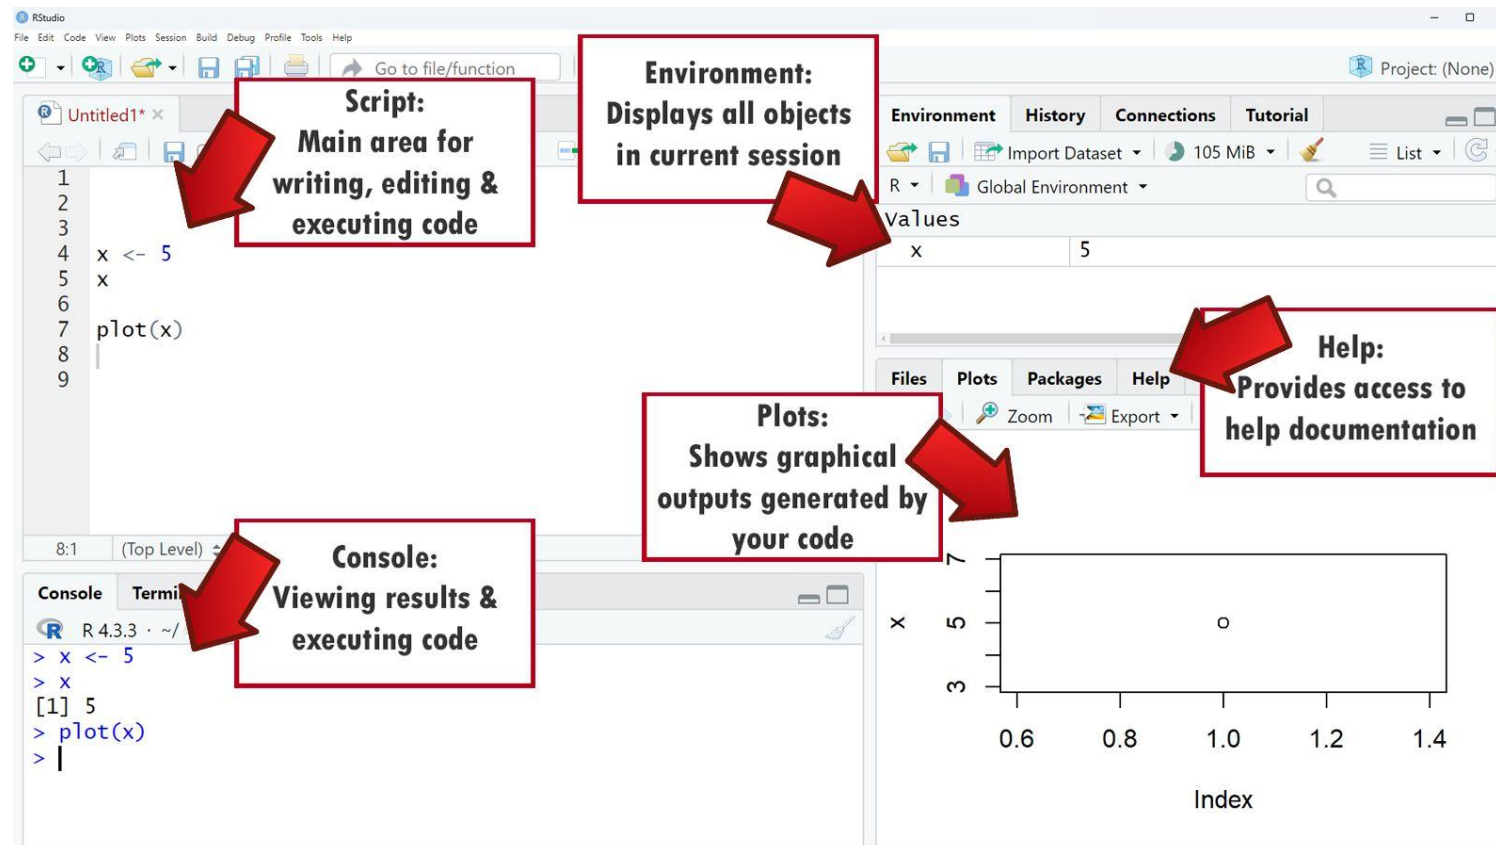 RStudio
File Edit Code View Plots Session Build Debug Profile Tools Help
Go to file/function
Project: (None)
Untitled1*
1
2
3
4 x <- 5
5 x
6
7 plot(x)
8
9
8:1 (Top Level)
Script:
Main area for
writing, editing &
executing code
Environment:
Displays all objects
in current session
Environment History Connections Tutorial
Import Dataset 105 MiB List
R Global Environment
Values
x 5
Help:
Provides access to
help documentation
Files Plots Packages Help
Zoom Export
Plots:
Shows graphical
outputs generated by
your code
Console:
Viewing results &
executing code
Console
R 4.3.3 · ~/
> x <- 5
> x
[1] 5
> plot(x)
>
7
x 5
3
0.6 0.8 1.0 1.2 1.4
Index